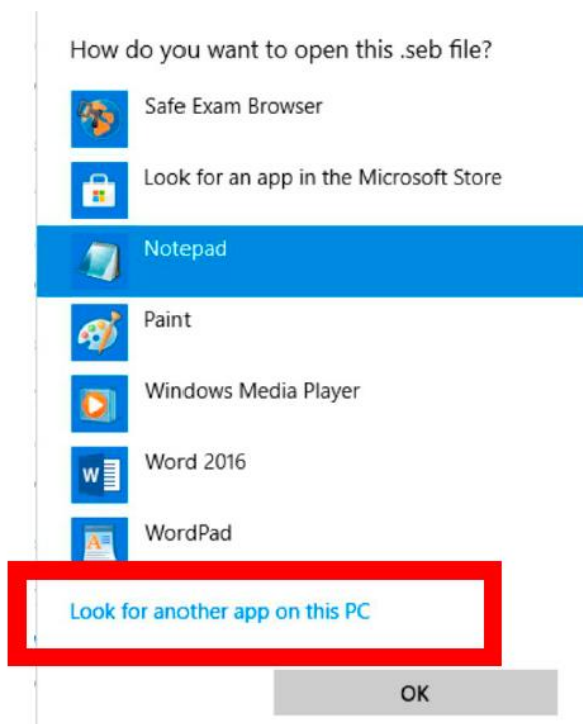 How do you want to open this .seb file?
Safe Exam Browser
Look for an app in the Microsoft Store
Notepad
Paint
Windows Media Player
W
Word 2016
A
WordPad
Look for another app on this PC
OK